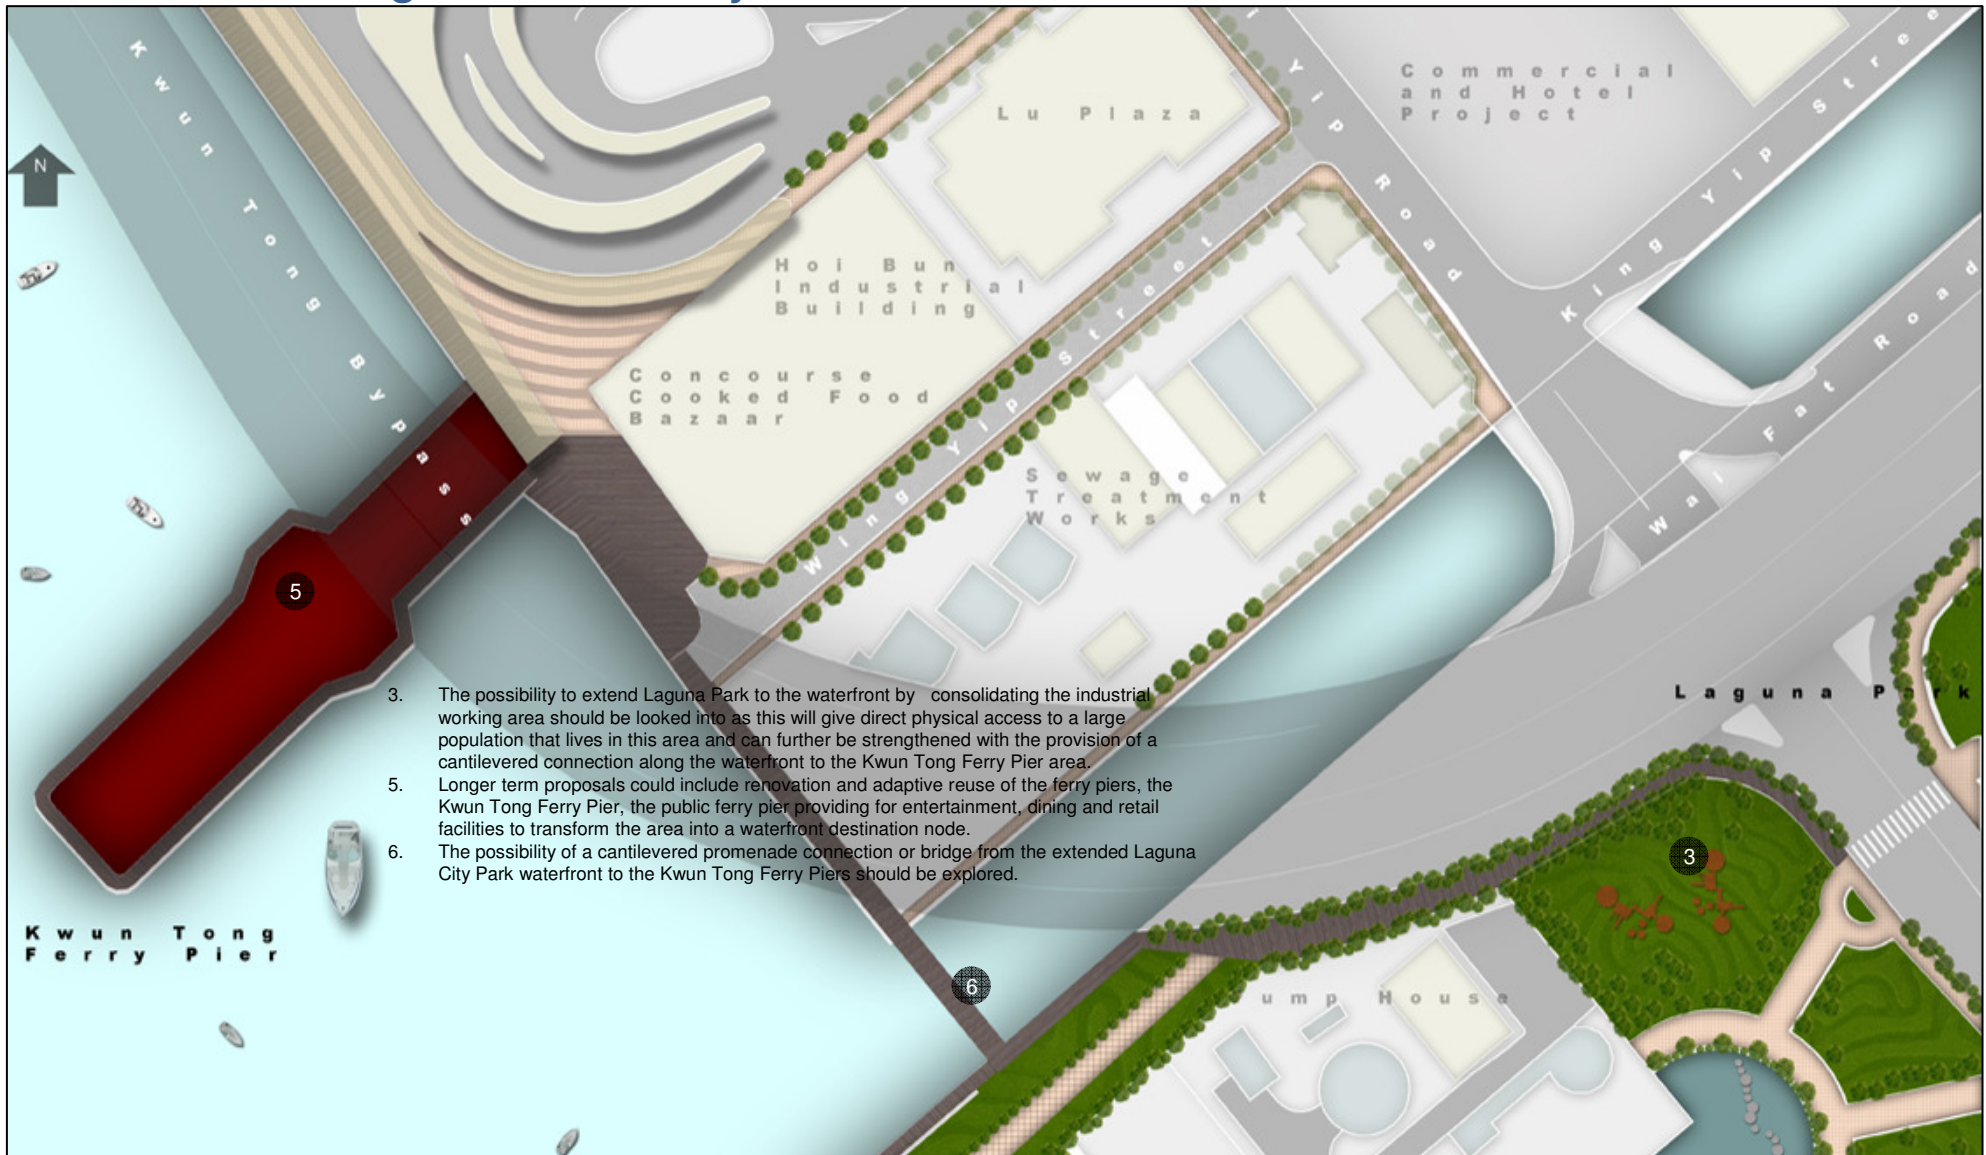 N
Kwun Tong Bypass
Lu Plaza
Commercial
and Hotel
Project
Yip Road
King Yip Stre
Wai Fat Road
Hoi Bun
Industrial
Building
Concourse
Cooked Food
Bazaar
Wing Yip Street
Sewage
Treatment
Works
5
Laguna Park
3. The possibility to extend Laguna Park to the waterfront by consolidating the industrial
working area should be looked into as this will give direct physical access to a large
population that lives in this area and can further be strengthened with the provision of a
cantilevered connection along the waterfront to the Kwun Tong Ferry Pier area.
5. Longer term proposals could include renovation and adaptive reuse of the ferry piers, the
Kwun Tong Ferry Pier, the public ferry pier providing for entertainment, dining and retail
facilities to transform the area into a waterfront destination node.
6. The possibility of a cantilevered promenade connection or bridge from the extended Laguna
City Park waterfront to the Kwun Tong Ferry Piers should be explored.
3
Kwun Tong
Ferry Pier
6
ump House